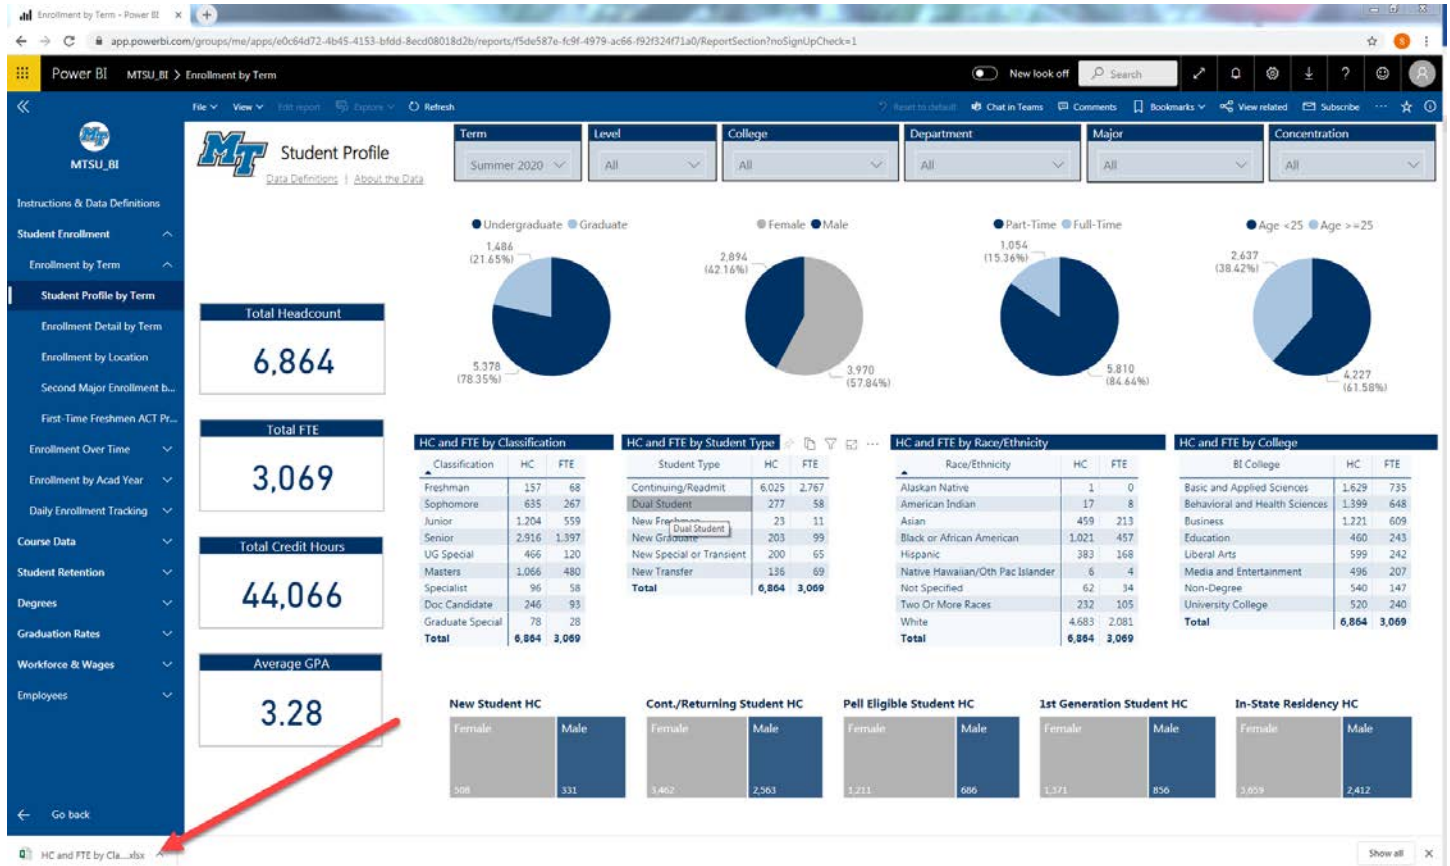 Enrollment by Term - Power BI
app.powerbi.com/groups/me/apps/e0c64d72-4b45-4153-bfdd-8ecd08018d2b/reports/f5de587e-fc9f-4979-ac66-f92f324f71a0/ReportSection?noSignUpCheck=1
Power BI MTSU_BI > Enrollment by Term
New look off
Search
File View Edit report Explore Refresh
Reset to default Chat in Teams Comments Bookmarks View related Subscribe
MT
MTSU_BI
Instructions & Data Definitions
Student Enrollment
Enrollment by Term
Student Profile by Term
Enrollment Detail by Term
Enrollment by Location
Second Major Enrollment b...
First-Time Freshmen ACT Pr...
Enrollment Over Time
Enrollment by Acad Year
Daily Enrollment Tracking
Course Data
Student Retention
Degrees
Graduation Rates
Workforce & Wages
Employees
Go back
MT Student Profile
Data Definitions | About the Data
Term Level College Department Major Concentration
Summer 2020 All All All All All
Undergraduate Graduate
1,486
(21.65%)
5,378
(78.35%)
Female Male
2,894
(42.16%)
3,970
(57.84%)
Part-Time Full-Time
1,054
(15.36%)
5,810
(84.64%)
Age <25 Age >=25
2,637
(38.42%)
4,227
(61.58%)
Total Headcount
6,864
Total FTE
3,069
Total Credit Hours
44,066
Average GPA
3.28
HC and FTE by Classification
Classification HC FTE
Freshman 157 68
Sophomore 635 267
Junior 1,204 559
Senior 2,916 1,397
UG Special 466 120
Masters 1,066 480
Specialist 96 58
Doc Candidate 246 93
Graduate Special 78 28
Total 6,864 3,069
HC and FTE by Student Type
Student Type HC FTE
Continuing/Readmit 6,025 2,767
Dual Student 277 58
New Freshman 23 11
Dual Student
New Graduate 203 99
New Special or Transient 200 65
New Transfer 136 69
Total 6,864 3,069
HC and FTE by Race/Ethnicity
Race/Ethnicity HC FTE
Alaskan Native 1 0
American Indian 17 8
Asian 459 213
Black or African American 1,021 457
Hispanic 383 168
Native Hawaiian/Oth Pac Islander 6 4
Not Specified 62 34
Two Or More Races 232 105
White 4,683 2,081
Total 6,864 3,069
HC and FTE by College
BI College HC FTE
Basic and Applied Sciences 1,629 735
Behavioral and Health Sciences 1,399 648
Business 1,221 609
Education 460 243
Liberal Arts 599 242
Media and Entertainment 496 207
Non-Degree 540 147
University College 520 240
Total 6,864 3,069
New Student HC
Female Male
508 331
Cont./Returning Student HC
Female Male
3,462 2,563
Pell Eligible Student HC
Female Male
1,211 686
1st Generation Student HC
Female Male
1,371 856
In-State Residency HC
Female Male
3,659 2,412
HC and FTE by Cla....xlsx
Show all